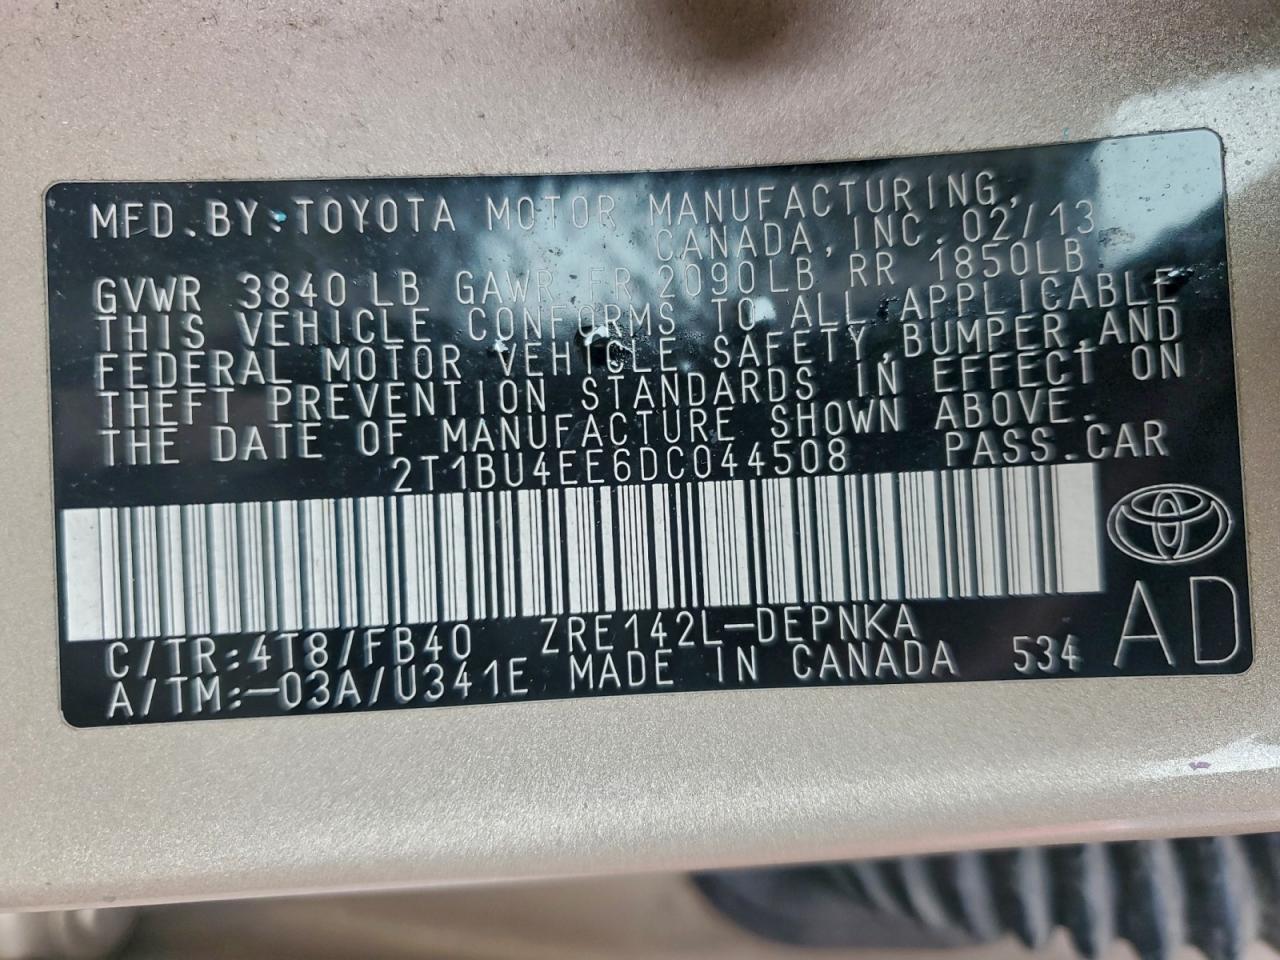 MFD.BY:TOYOTA MOTOR MANUFACTURING,
CANADA, INC. 02/13
GVWR 3840 LB GAWR FR 2090LB RR 1850LB
THIS VEHICLE CONFORMS TO ALL APPLICABLE
FEDERAL MOTOR VEHICLE SAFETY,BUMPER,AND
THEFT PREVENTION STANDARDS IN EFFECT ON
THE DATE OF MANUFACTURE SHOWN ABOVE.
2T1BU4EE6DC044508 PASS.CAR
C/TR:4T8/FB40 ZRE142L-DEPNKA
A/TM:-03A/U341E MADE IN CANADA 534
AD